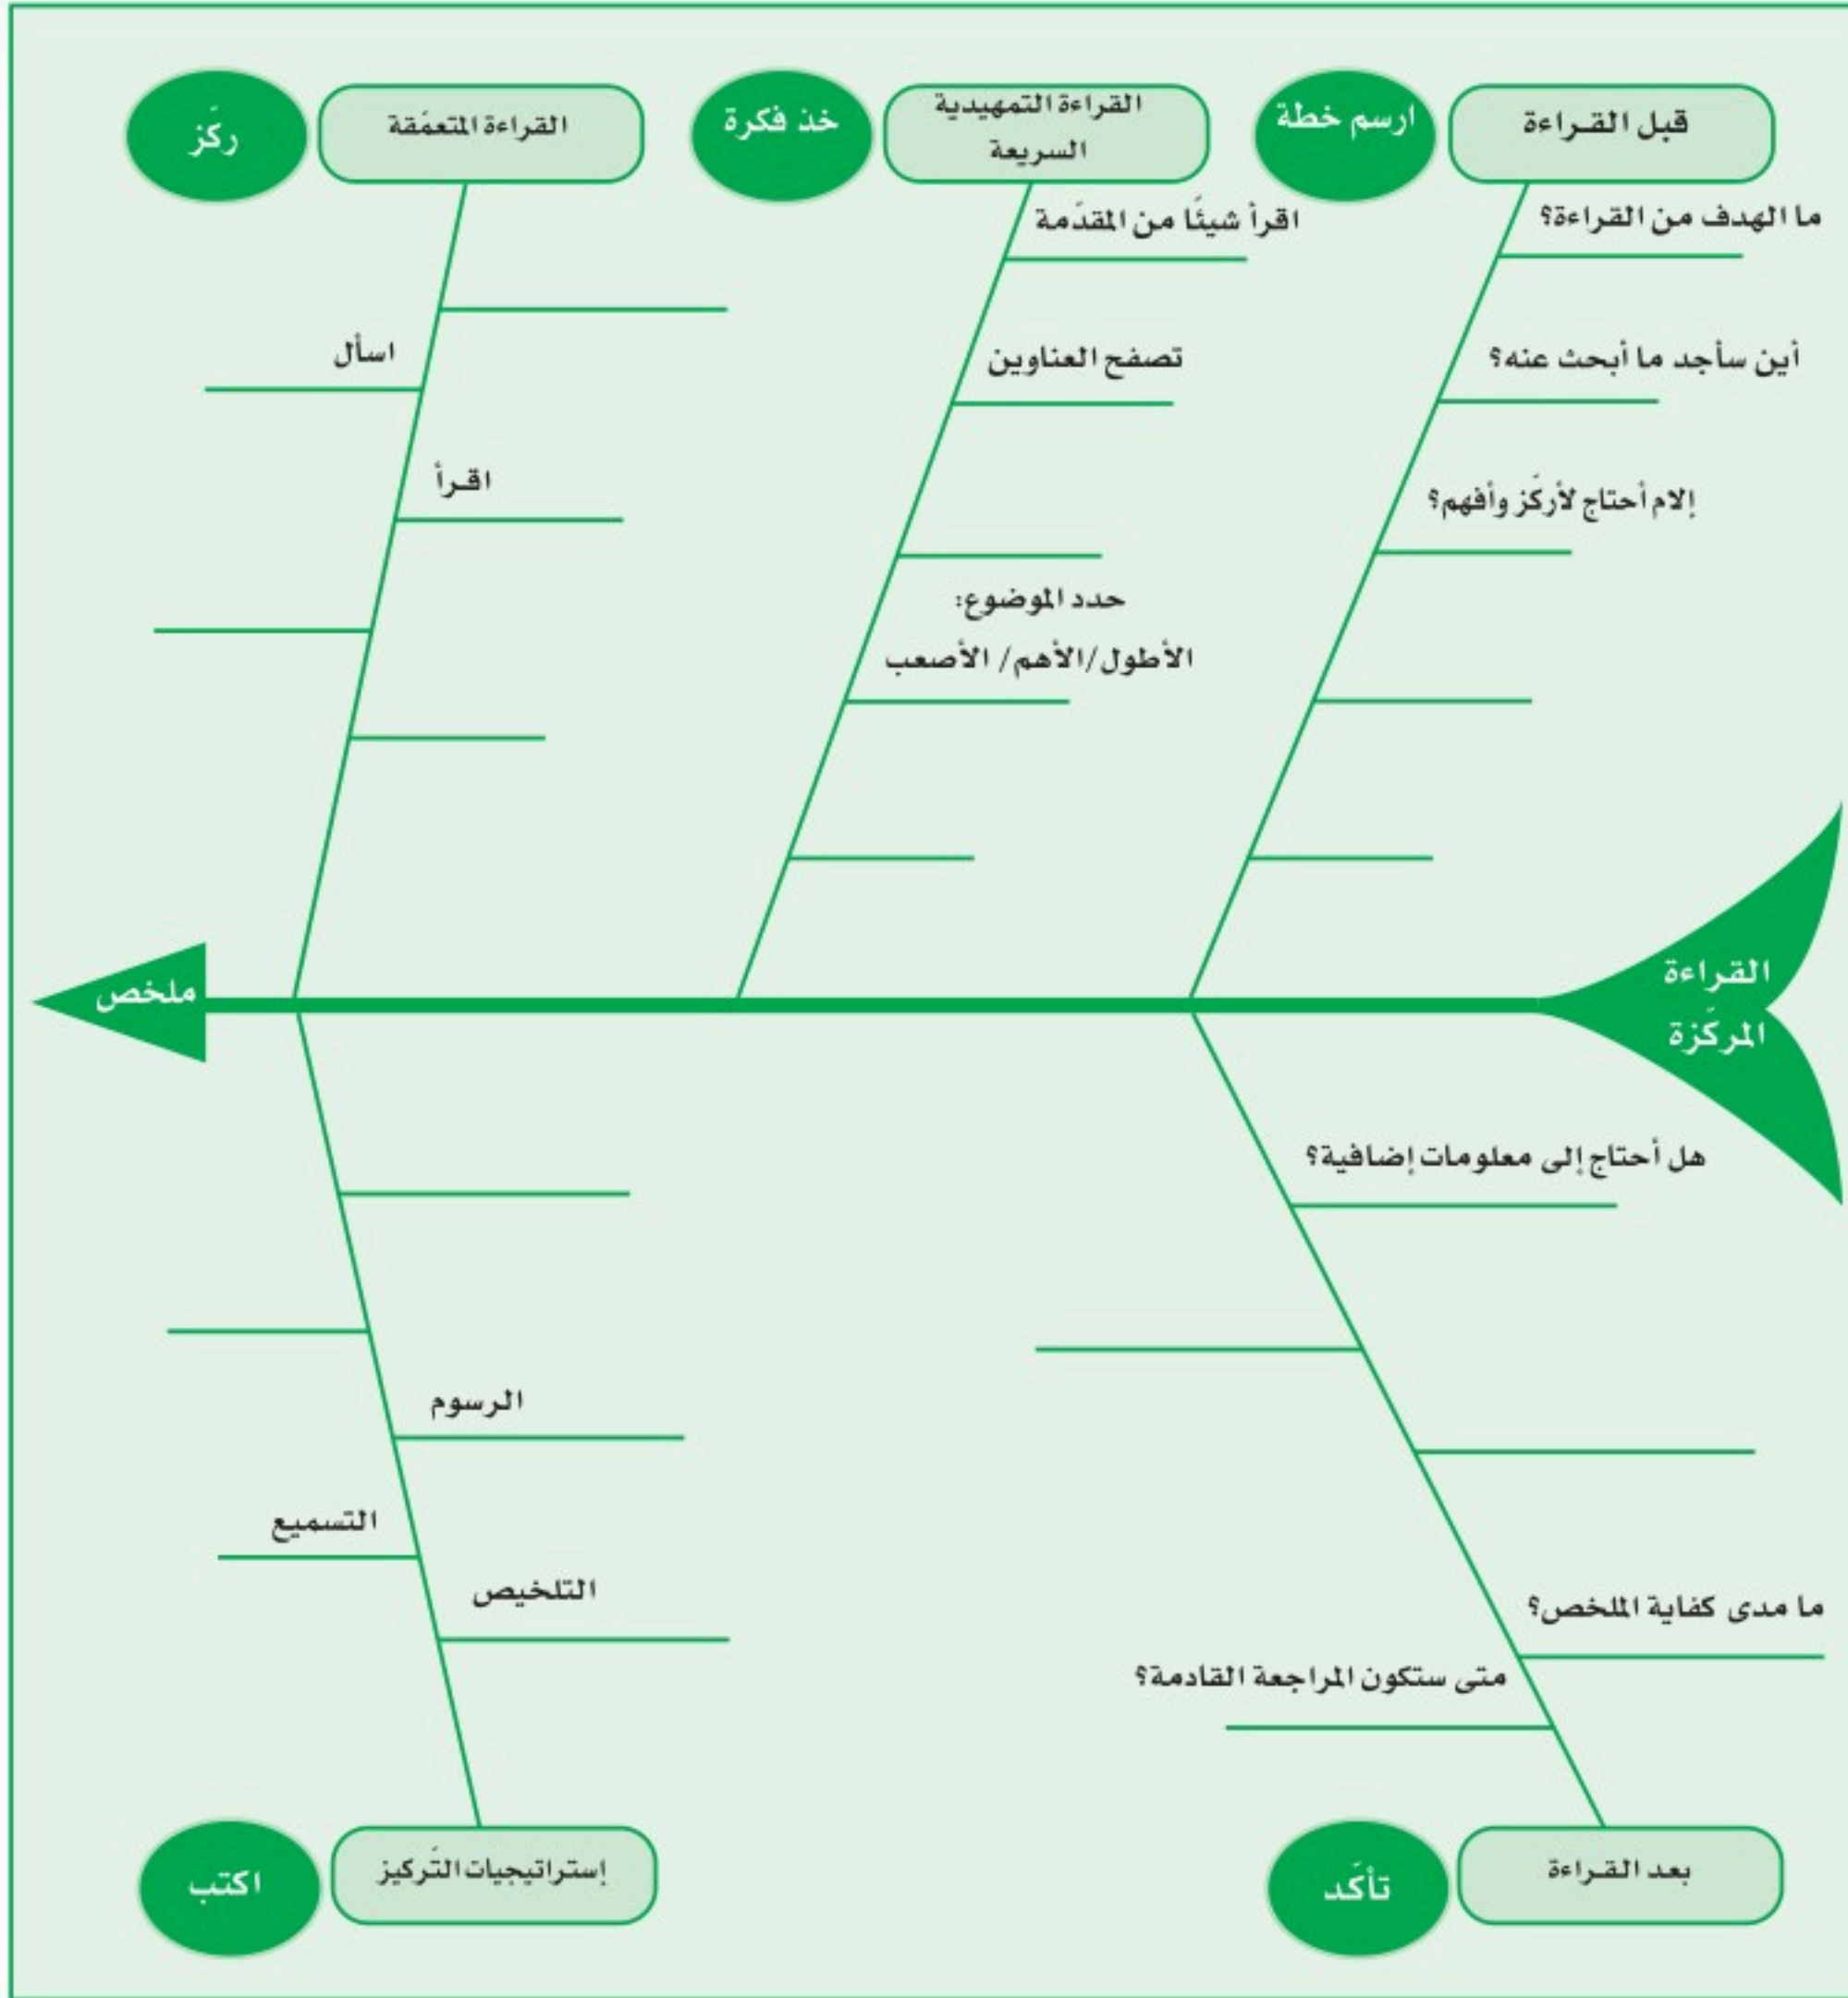 قبل القراءة
ارسم خطة
ما الهدف من القراءة؟
أين سأجد ما أبحث عنه؟
إلام أحتاج لأركّز وأفهم؟
القراءة التمهيدية
السريعة
خذ فكرة
اقرأ شيئًا من المقدّمة
تصفح العناوين
حدد الموضوع:
الأطول/الأهم/ الأصعب
القراءة المتعمّقة
ركّز
اسأل
اقرأ
القراءة
المركّزة
ملخص
هل أحتاج إلى معلومات إضافية؟
ما مدى كفاية الملخص؟
متى ستكون المراجعة القادمة؟
بعد القراءة
تأكّد
الرسوم
التسميع
التلخيص
إستراتيجيات التّركيز
اكتب